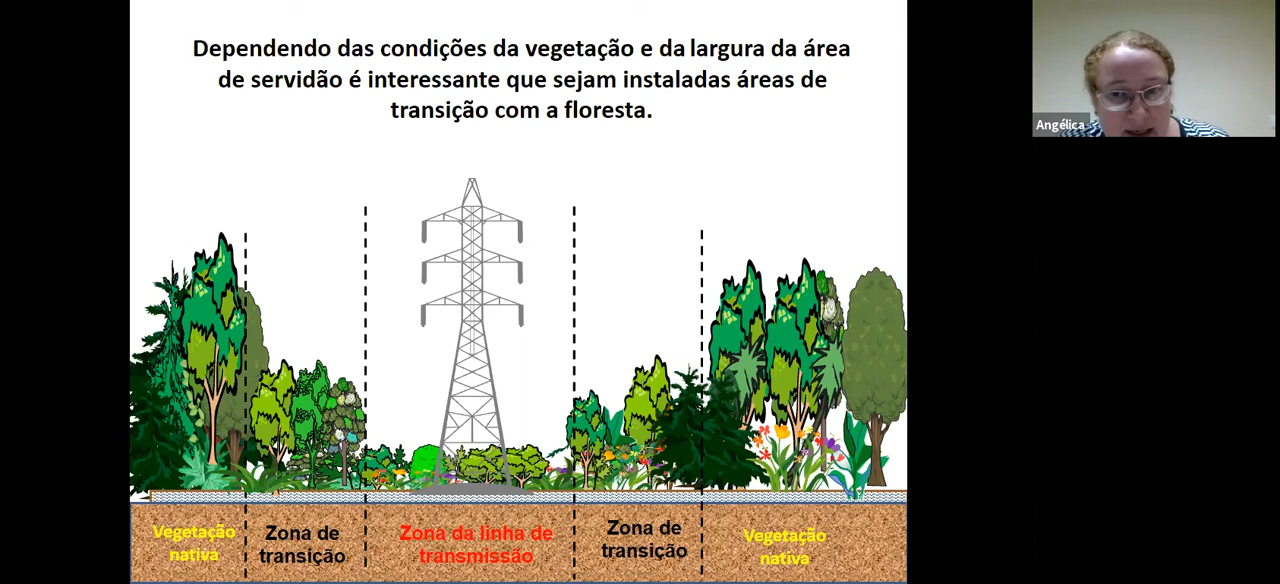 Dependendo das condições da vegetação e da largura da área
de servidão é interessante que sejam instaladas áreas de
transição com a floresta.
Angélica
Vegetação
nativa
Zona de
transição
Zona da linha de
transmissão
Zona de
transição
Vegetação
nativa